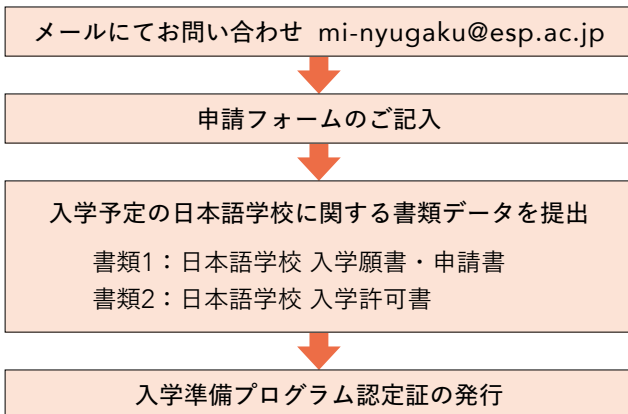 メールにてお問い合わせ mi-nyugaku@esp.ac.jp
申請フォームのご記入
入学予定の日本語学校に関する書類データを提出
書類1：日本語学校 入学願書・申請書
書類2：日本語学校 入学許可書
入学準備プログラム認定証の発行